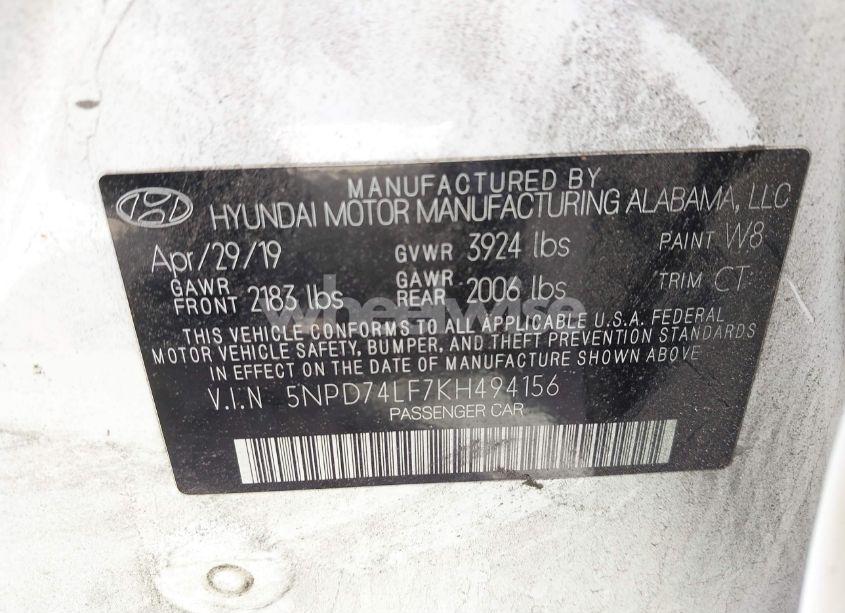 MANUFACTURED BY
HYUNDAI MOTOR MANUFACTURING ALABAMA, LLC
Apr/29/19 GVWR 3924 lbs PAINT W8
GAWR FRONT 2183 lbs GAWR REAR 2006 lbs TRIM CT
THIS VEHICLE CONFORMS TO ALL APPLICABLE U.S.A. FEDERAL
MOTOR VEHICLE SAFETY, BUMPER, AND THEFT PREVENTION STANDARDS
IN EFFECT ON THE DATE OF MANUFACTURE SHOWN ABOVE
V.I.N 5NPD74LF7KH494156
PASSENGER CAR
wheelwise